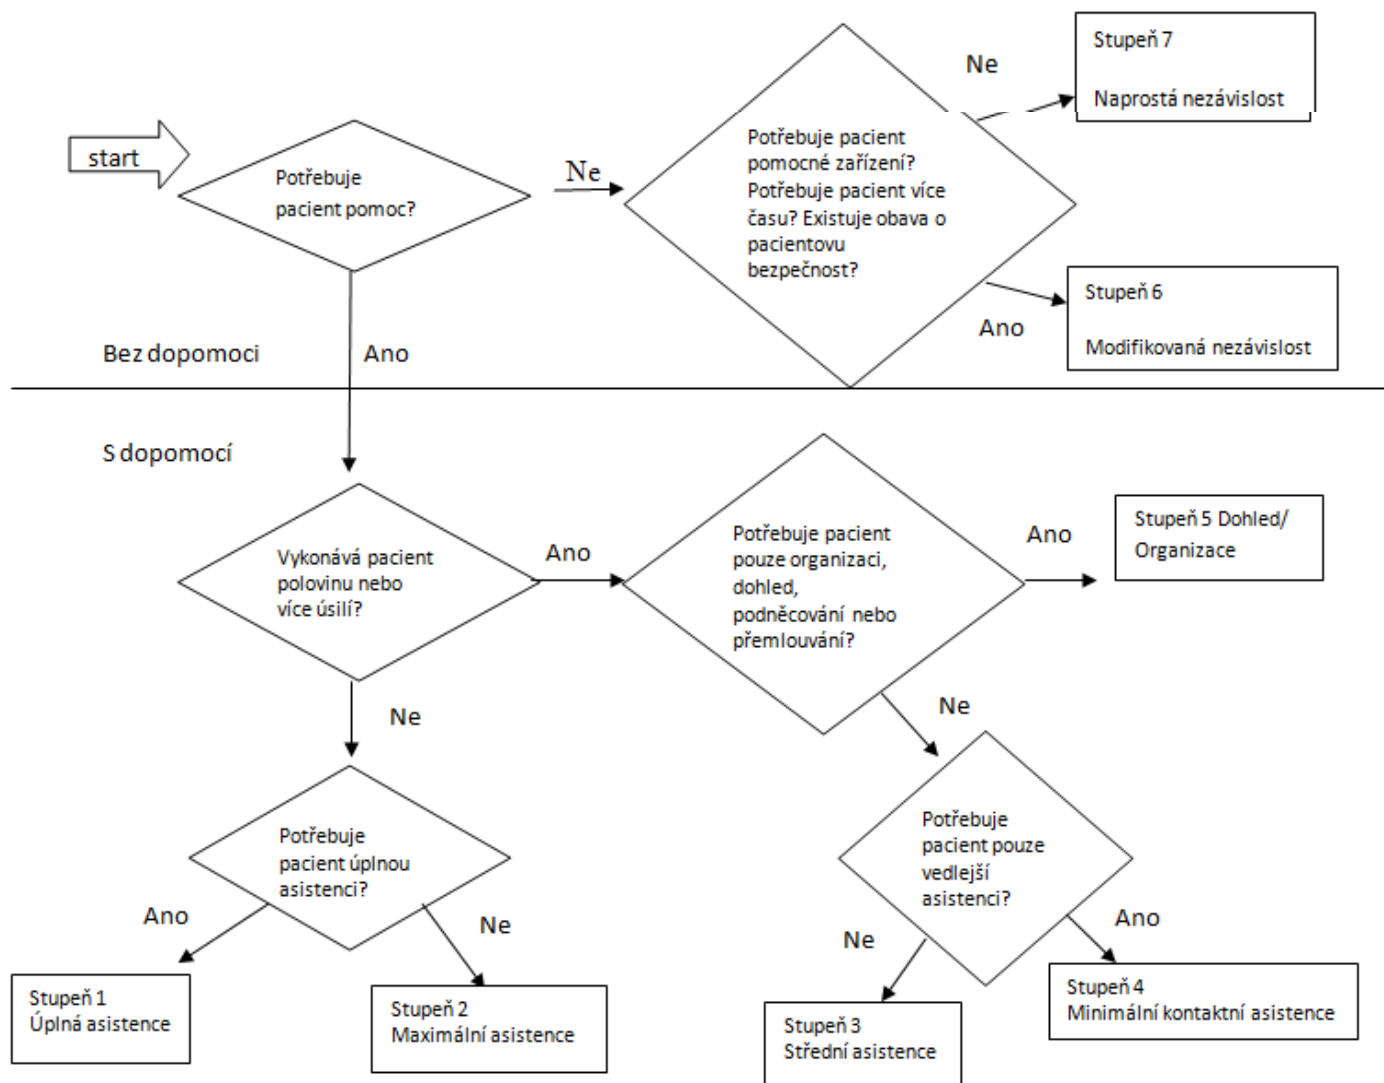 start
Potřebuje
pacient pomoc?
Ne
Potřebuje pacient
pomocné zařízení?
Potřebuje pacient více
času? Existuje obava o
pacientovu
bezpečnost?
Ne
Stupeň 7
Naprostá nezávislost
Ano
Stupeň 6
Modifikovaná nezávislost
Bez dopomoci
Ano
S dopomocí
Vykonává pacient
polovinu nebo
více úsilí?
Ano
Potřebuje pacient
pouze organizaci,
dohled,
podněcování nebo
přemlouvání?
Ano
Stupeň 5 Dohled/
Organizace
Ne
Ne
Potřebuje
pacient úplnou
asistenci?
Potřebuje
pacient pouze
vedlejší
asistenci?
Ano
Ne
Ne
Ano
Stupeň 1
Úplná asistence
Stupeň 2
Maximální asistence
Stupeň 3
Střední asistence
Stupeň 4
Minimální kontaktní asistence